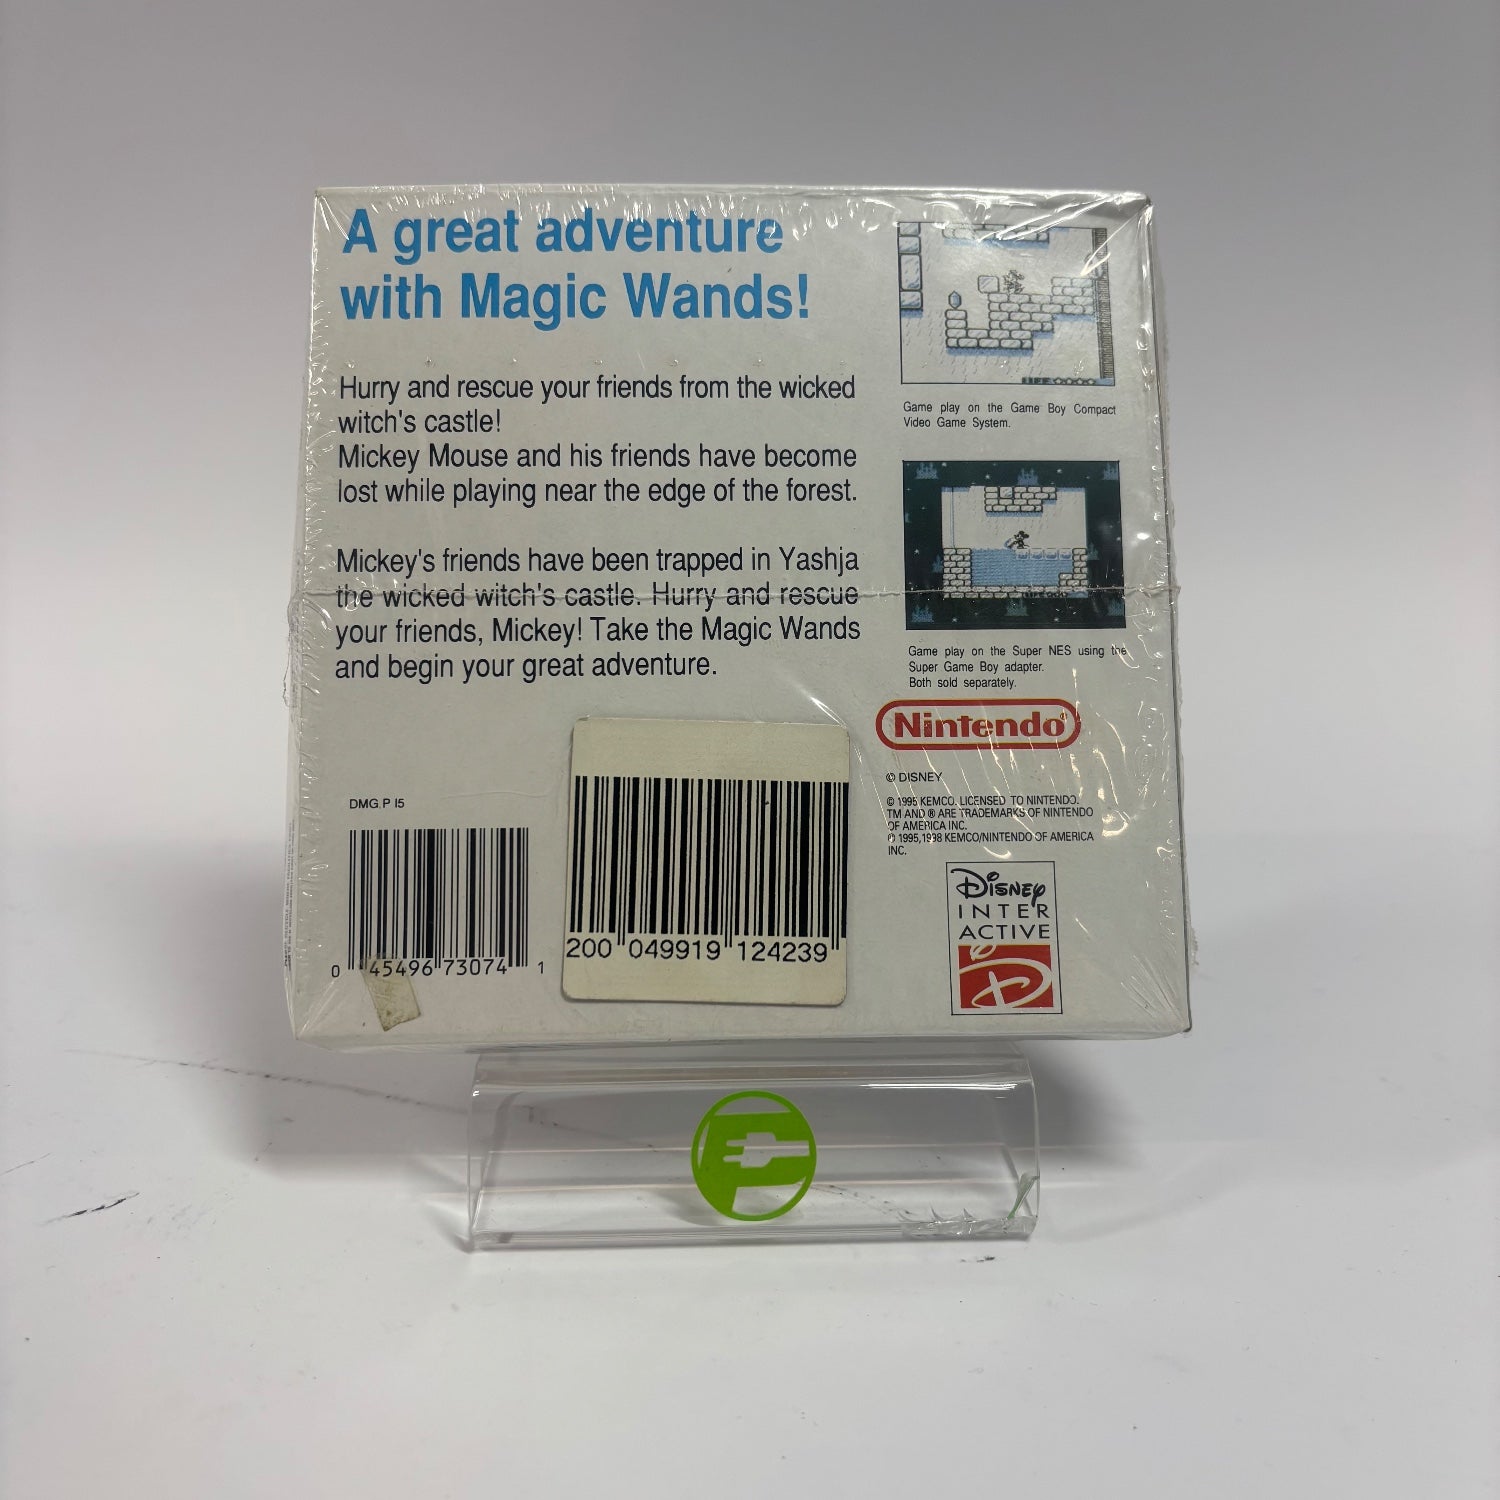 A great adventure
with Magic Wands!
Hurry and rescue your friends from the wicked
witch's castle!
Mickey Mouse and his friends have become
lost while playing near the edge of the forest.
Mickey's friends have been trapped in Yashja
the wicked witch's castle. Hurry and rescue
your friends, Mickey! Take the Magic Wands
and begin your great adventure.
LIFE
Game play on the Game Boy Compact
Video Game System.
Game play on the Super NES using the
Super Game Boy adapter.
Both sold separately.
Nintendo®
© DISNEY
© 1995 KEMCO. LICENSED TO NINTENDO.
TM AND ® ARE TRADEMARKS OF NINTENDO
OF AMERICA INC.
© 1995,1998 KEMCO/NINTENDO OF AMERICA
INC.
DISNEY
INTER
ACTIVE
D
DMG.P I5
0 45496 73074 1
200 049919 124239